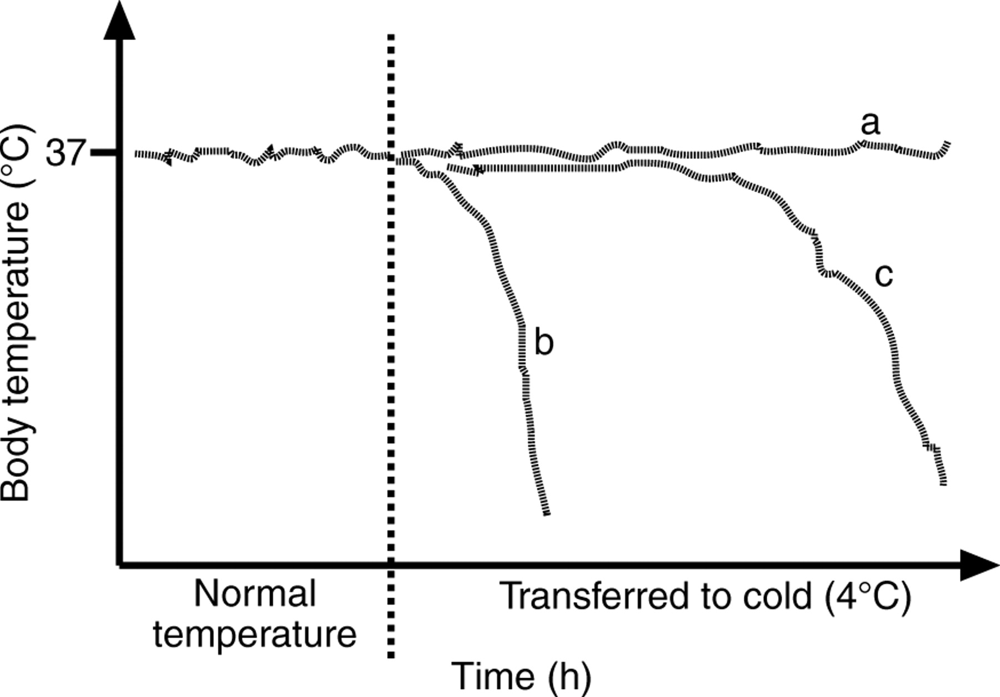 Body temperature (°C)
37
a
b
c
Normal
temperature
Transferred to cold (4°C)
Time (h)